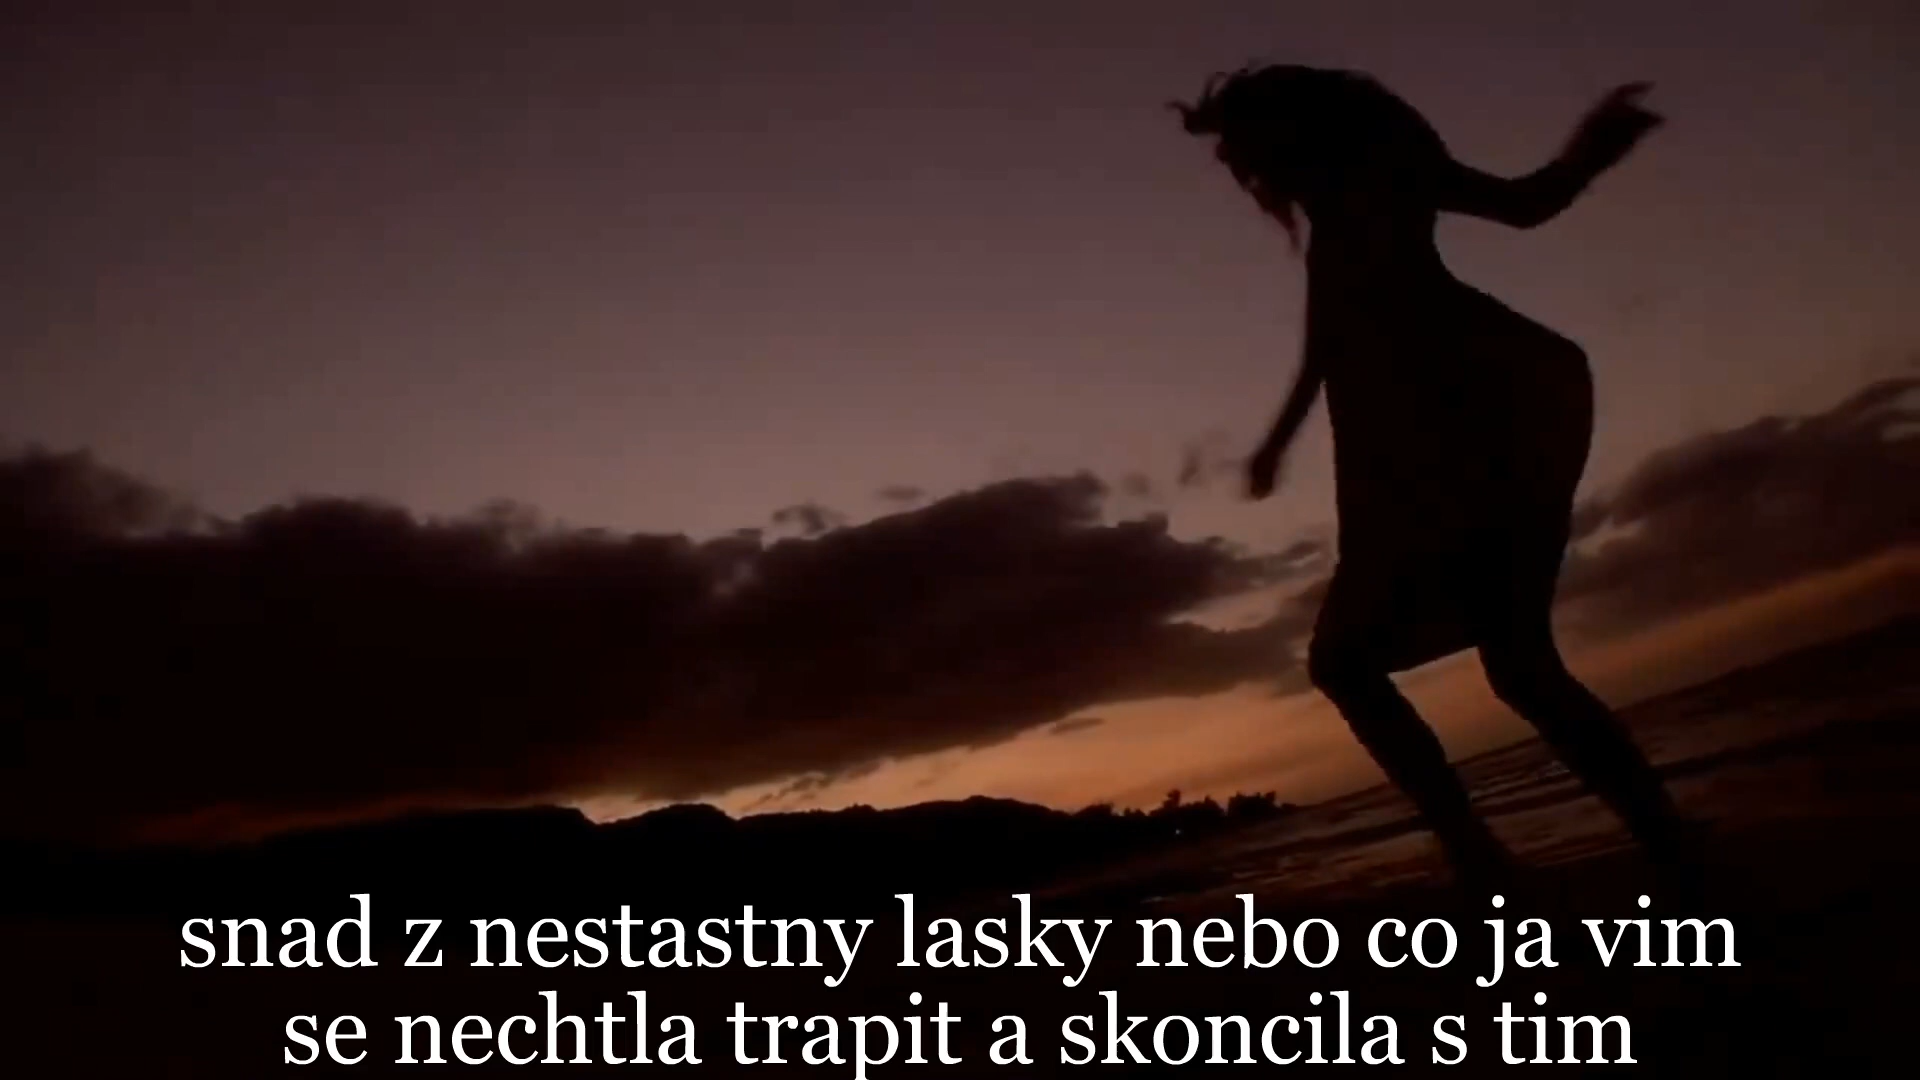 snad z nestastny lasky nebo co ja vim
se nechtla trapit a skoncila s tim